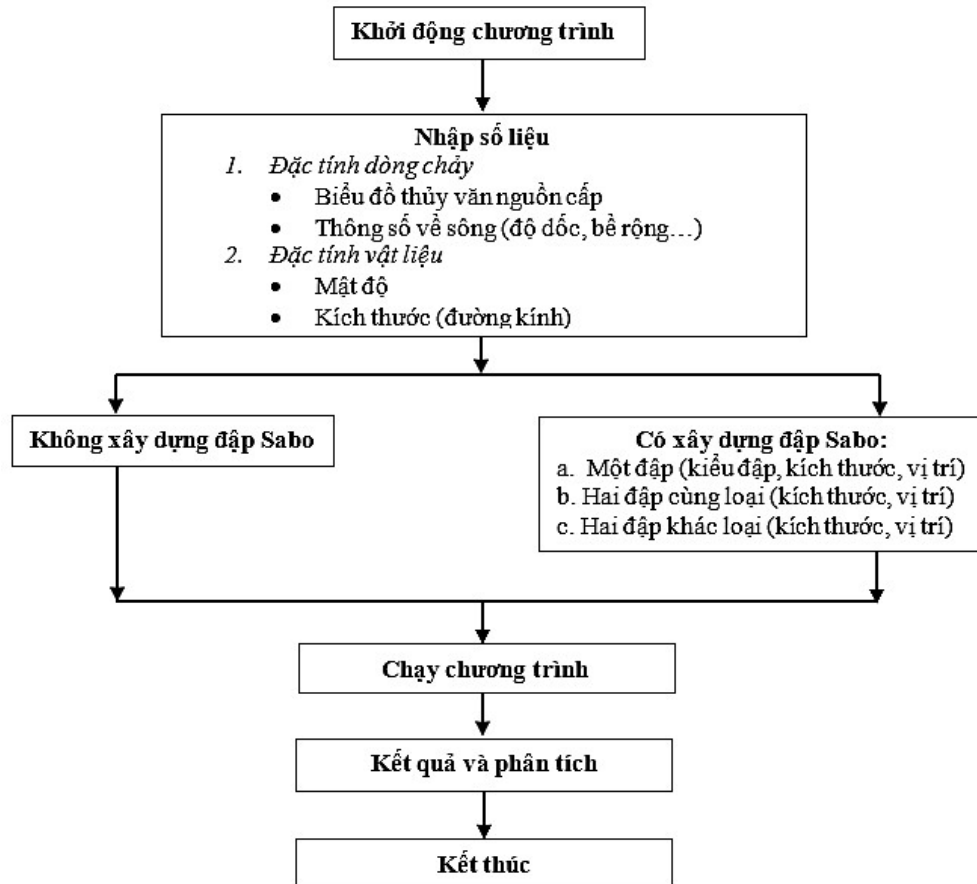 Khởi động chương trình
Nhập số liệu
1. Đặc tính dòng chảy
• Biểu đồ thủy văn nguồn cấp
• Thông số về sông (độ dốc, bề rộng…)
2. Đặc tính vật liệu
• Mật độ
• Kích thước (đường kính)
Không xây dựng đập Sabo
Có xây dựng đập Sabo:
a. Một đập (kiểu đập, kích thước, vị trí)
b. Hai đập cùng loại (kích thước, vị trí)
c. Hai đập khác loại (kích thước, vị trí)
Chạy chương trình
Kết quả và phân tích
Kết thúc